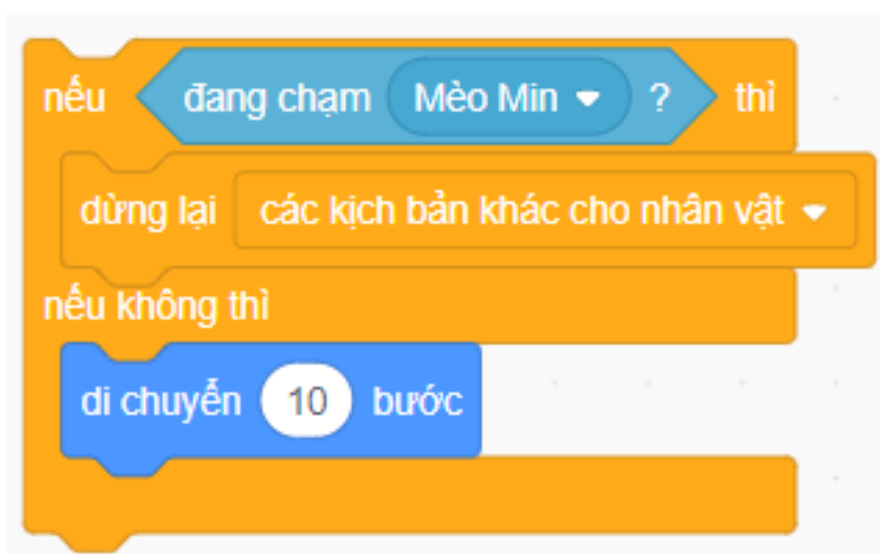 nếu đang chạm Mèo Min ? thì
dừng lại các kịch bản khác cho nhân vật
nếu không thì
di chuyển 10 bước